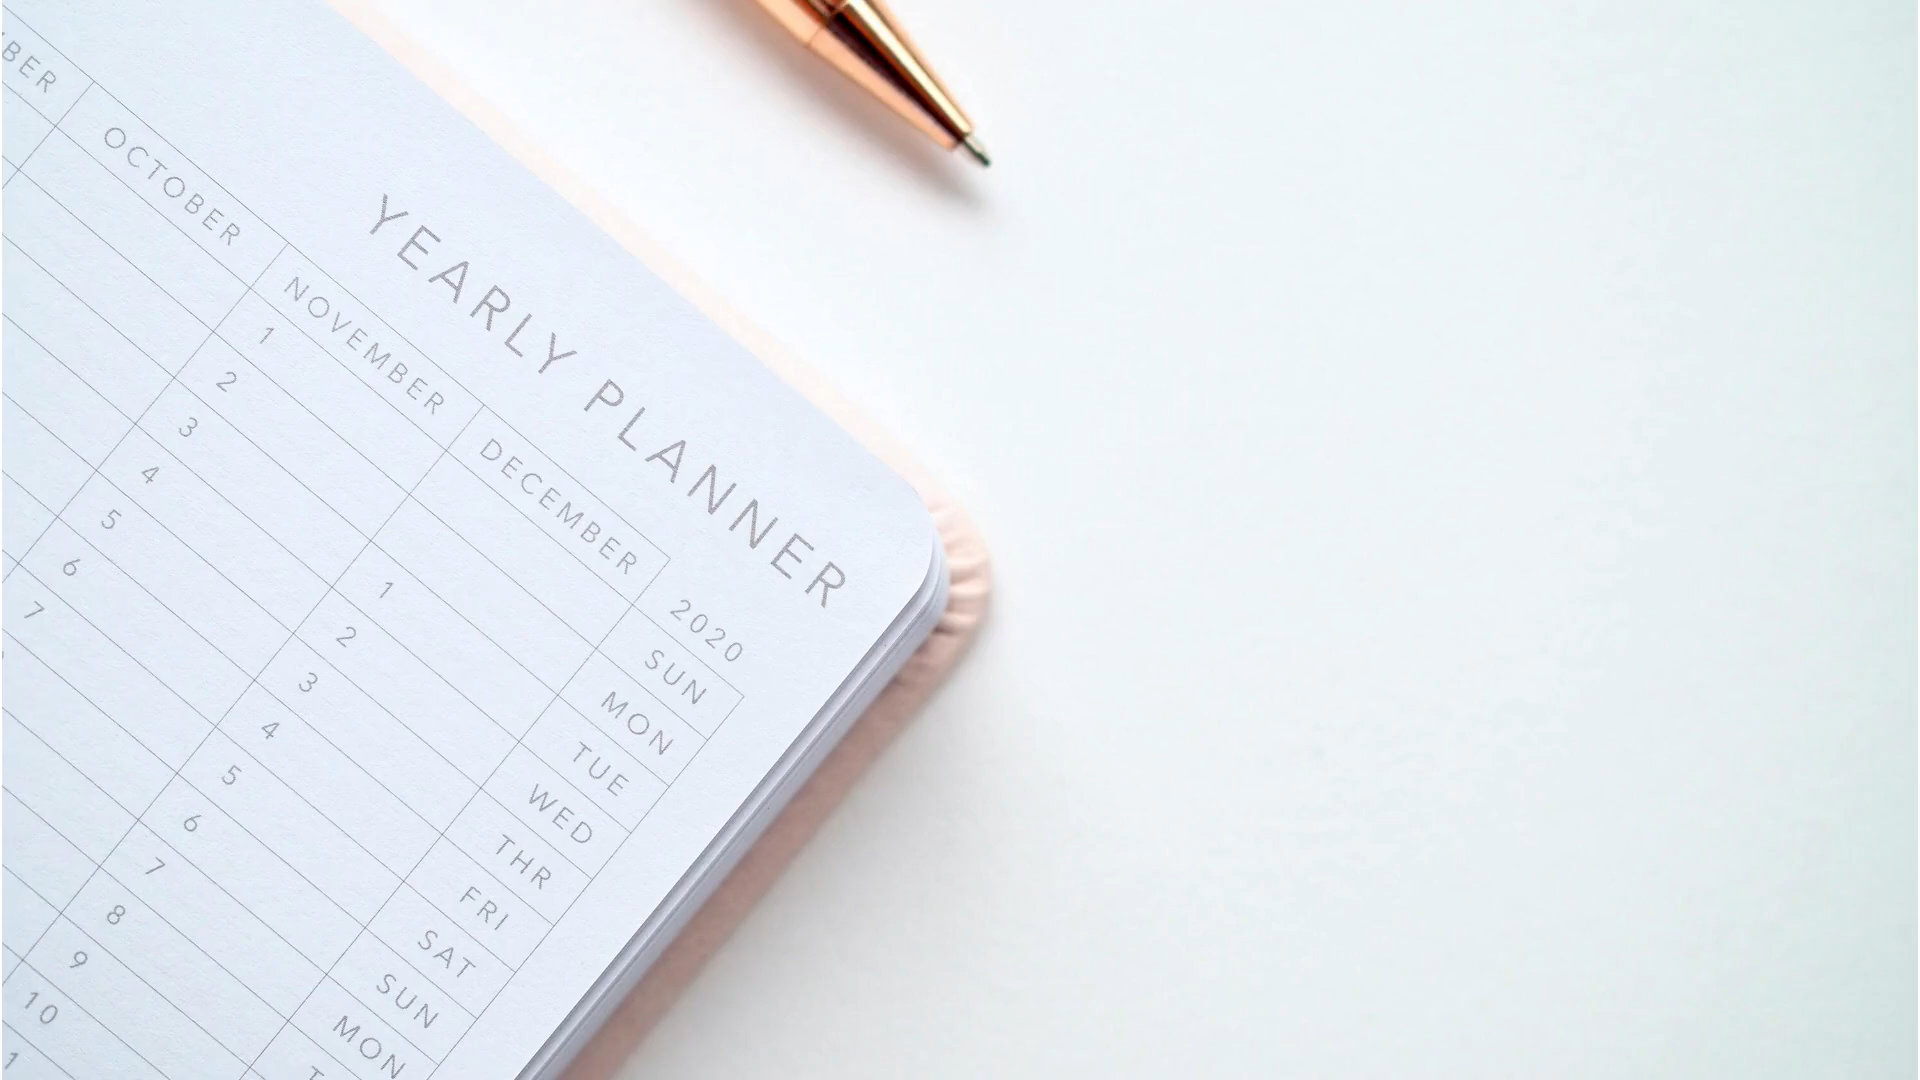 YEARLY PLANNER
BER OCTOBER NOVEMBER DECEMBER 2020
SUN
MON
1 TUE
2 WED
3 THR
4 FRI
5 SAT
1 6 SUN
2 7 MON
3 8
4 9
5 10
6
7